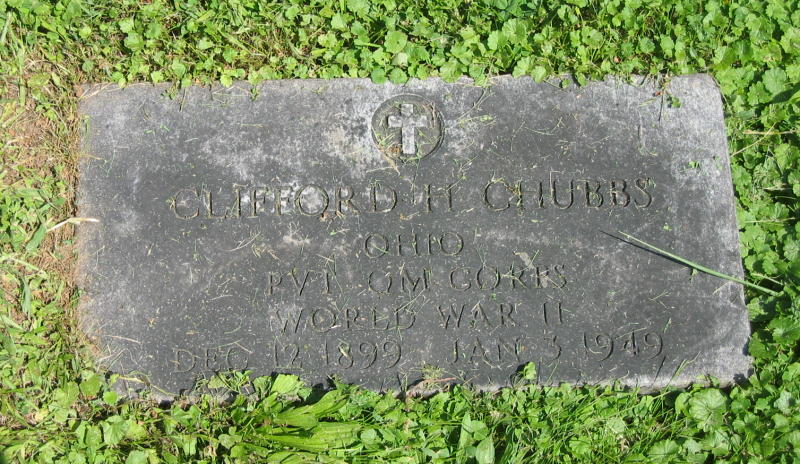 CLIFFORD H CHUBBS
OHIO
PVT QM CORPS
WORLD WAR II
DEC 12 1899 JAN 3 1949